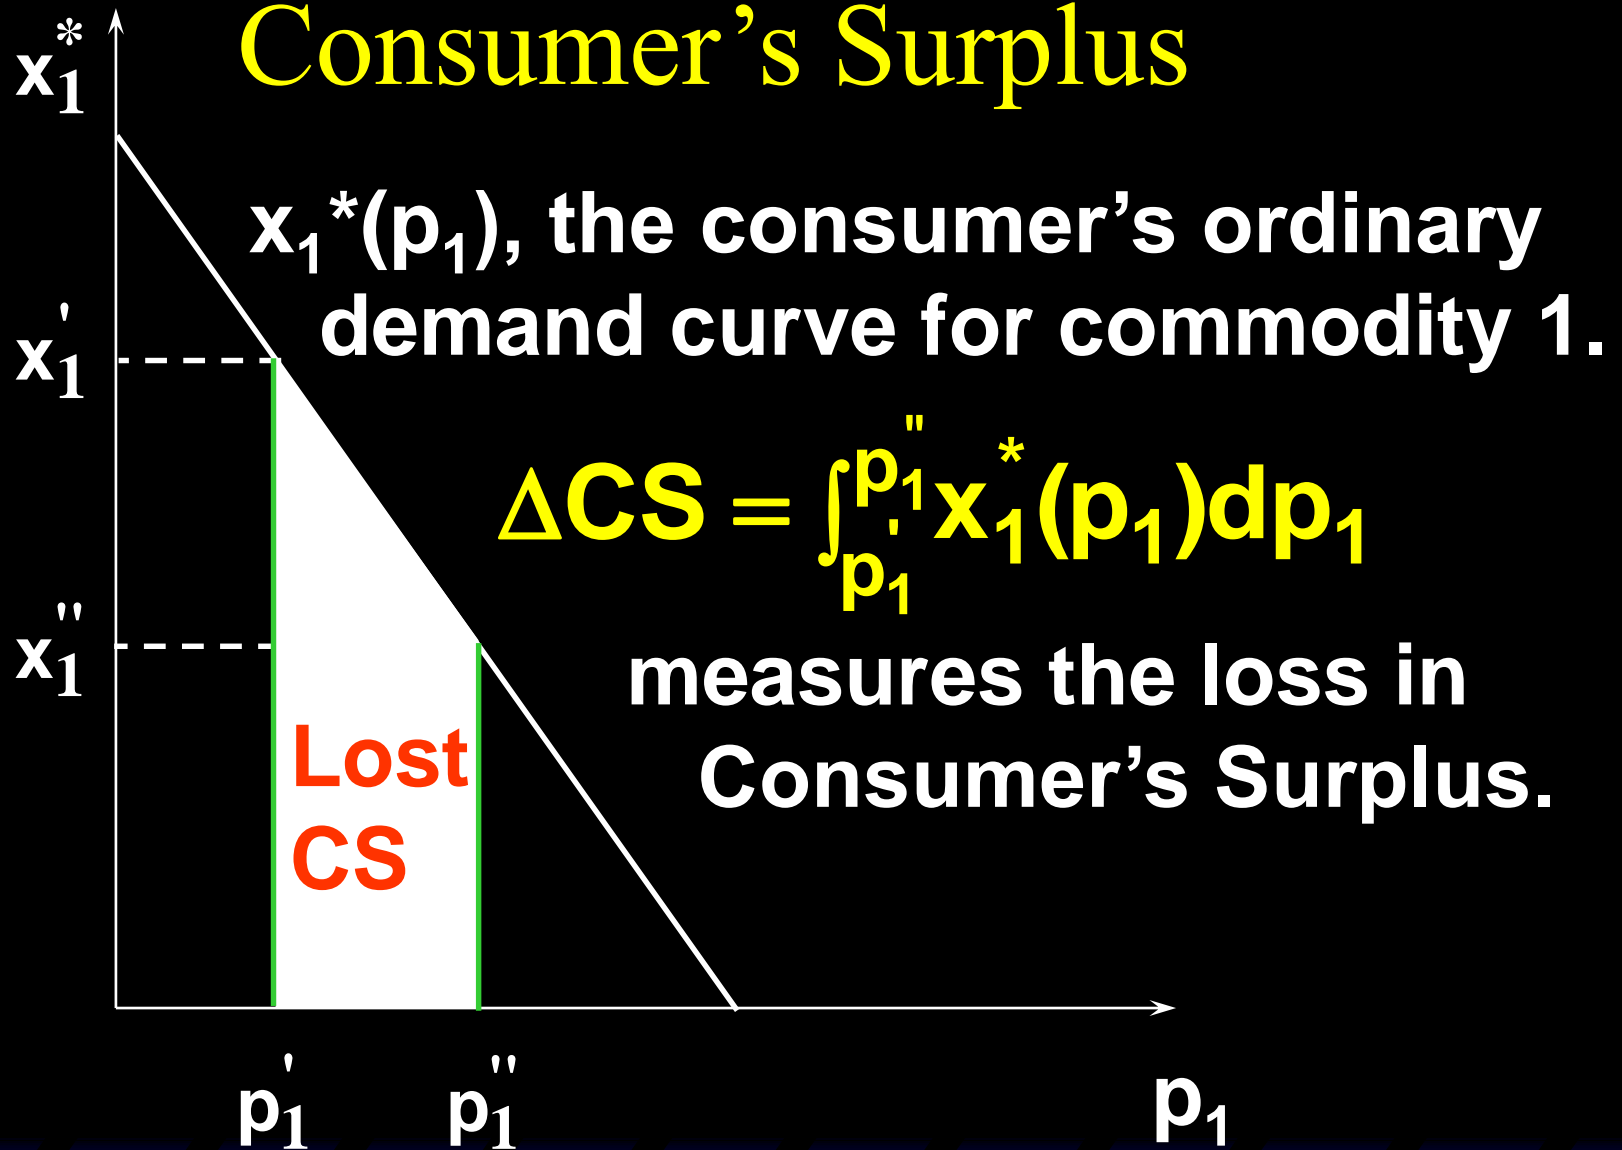 Consumer’s Surplus
x₁*
x₁*(p₁), the consumer’s ordinary
demand curve for commodity 1.
x₁'
ΔCS = ∫ₚ₁'^p₁" x₁*(p₁)dp₁
x₁''
measures the loss in
Consumer’s Surplus.
Lost
CS
p₁' p₁'' p₁